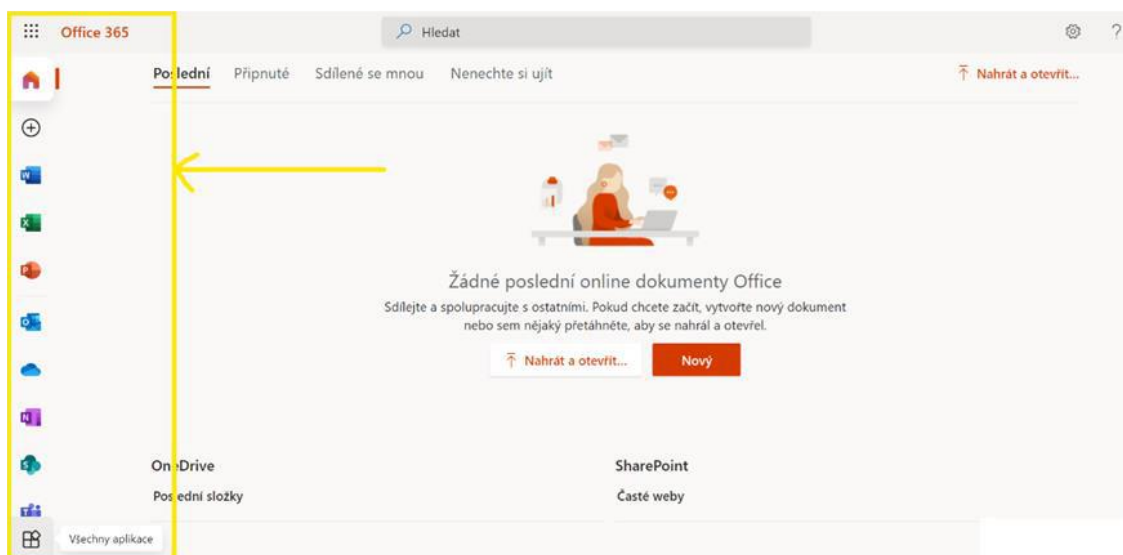 Office 365
Hledat
?
Poslední Připnuté Sdílené se mnou Nenechte si ujít
Nahrát a otevřít...
W
X
P
O
N
S
Žádné poslední online dokumenty Office
Sdílejte a spolupracujte s ostatními. Pokud chcete začít, vytvořte nový dokument
nebo sem nějaký přetáhněte, aby se nahrál a otevřel.
Nahrát a otevřít... Nový
OneDrive SharePoint
Poslední složky Časté weby
Všechny aplikace